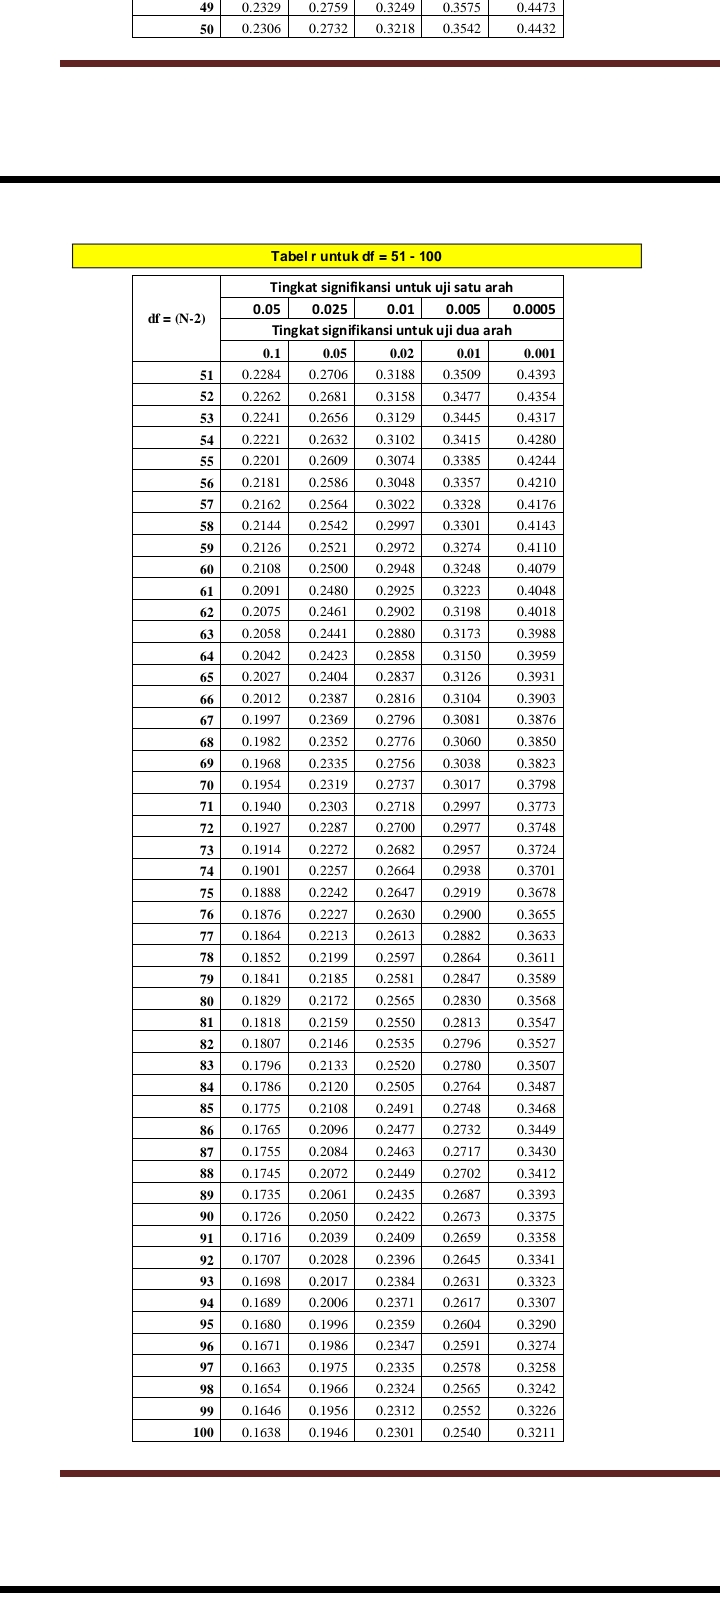 49 0.2329 0.2759 0.3249 0.3575 0.4473
50 0.2306 0.2732 0.3218 0.3542 0.4432
Tabel r untuk df = 51 - 100
df = (N-2)
Tingkat signifikansi untuk uji satu arah
0.05 0.025 0.01 0.005 0.0005
Tingkat signifikansi untuk uji dua arah
0.1 0.05 0.02 0.01 0.001
51 0.2284 0.2706 0.3188 0.3509 0.4393
52 0.2262 0.2681 0.3158 0.3477 0.4354
53 0.2241 0.2656 0.3129 0.3445 0.4317
54 0.2221 0.2632 0.3102 0.3415 0.4280
55 0.2201 0.2609 0.3074 0.3385 0.4244
56 0.2181 0.2586 0.3048 0.3357 0.4210
57 0.2162 0.2564 0.3022 0.3328 0.4176
58 0.2144 0.2542 0.2997 0.3301 0.4143
59 0.2126 0.2521 0.2972 0.3274 0.4110
60 0.2108 0.2500 0.2948 0.3248 0.4079
61 0.2091 0.2480 0.2925 0.3223 0.4048
62 0.2075 0.2461 0.2902 0.3198 0.4018
63 0.2058 0.2441 0.2880 0.3173 0.3988
64 0.2042 0.2423 0.2858 0.3150 0.3959
65 0.2027 0.2404 0.2837 0.3126 0.3931
66 0.2012 0.2387 0.2816 0.3104 0.3903
67 0.1997 0.2369 0.2796 0.3081 0.3876
68 0.1982 0.2352 0.2776 0.3060 0.3850
69 0.1968 0.2335 0.2756 0.3038 0.3823
70 0.1954 0.2319 0.2737 0.3017 0.3798
71 0.1940 0.2303 0.2718 0.2997 0.3773
72 0.1927 0.2287 0.2700 0.2977 0.3748
73 0.1914 0.2272 0.2682 0.2957 0.3724
74 0.1901 0.2257 0.2664 0.2938 0.3701
75 0.1888 0.2242 0.2647 0.2919 0.3678
76 0.1876 0.2227 0.2630 0.2900 0.3655
77 0.1864 0.2213 0.2613 0.2882 0.3633
78 0.1852 0.2199 0.2597 0.2864 0.3611
79 0.1841 0.2185 0.2581 0.2847 0.3589
80 0.1829 0.2172 0.2565 0.2830 0.3568
81 0.1818 0.2159 0.2550 0.2813 0.3547
82 0.1807 0.2146 0.2535 0.2796 0.3527
83 0.1796 0.2133 0.2520 0.2780 0.3507
84 0.1786 0.2120 0.2505 0.2764 0.3487
85 0.1775 0.2108 0.2491 0.2748 0.3468
86 0.1765 0.2096 0.2477 0.2732 0.3449
87 0.1755 0.2084 0.2463 0.2717 0.3430
88 0.1745 0.2072 0.2449 0.2702 0.3412
89 0.1735 0.2061 0.2435 0.2687 0.3393
90 0.1726 0.2050 0.2422 0.2673 0.3375
91 0.1716 0.2039 0.2409 0.2659 0.3358
92 0.1707 0.2028 0.2396 0.2645 0.3341
93 0.1698 0.2017 0.2384 0.2631 0.3323
94 0.1689 0.2006 0.2371 0.2617 0.3307
95 0.1680 0.1996 0.2359 0.2604 0.3290
96 0.1671 0.1986 0.2347 0.2591 0.3274
97 0.1663 0.1975 0.2335 0.2578 0.3258
98 0.1654 0.1966 0.2324 0.2565 0.3242
99 0.1646 0.1956 0.2312 0.2552 0.3226
100 0.1638 0.1946 0.2301 0.2540 0.3211